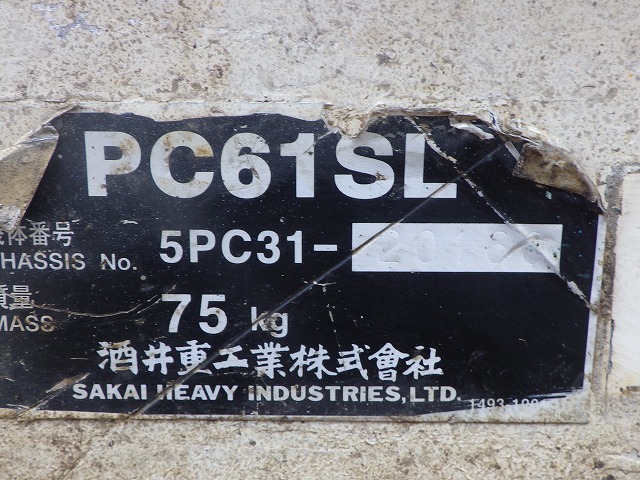 PC61SL
体番号
HASSIS No. 5PC31-
質量
MASS 75 kg
酒井重工業株式會社
SAKAI HEAVY INDUSTRIES,LTD.